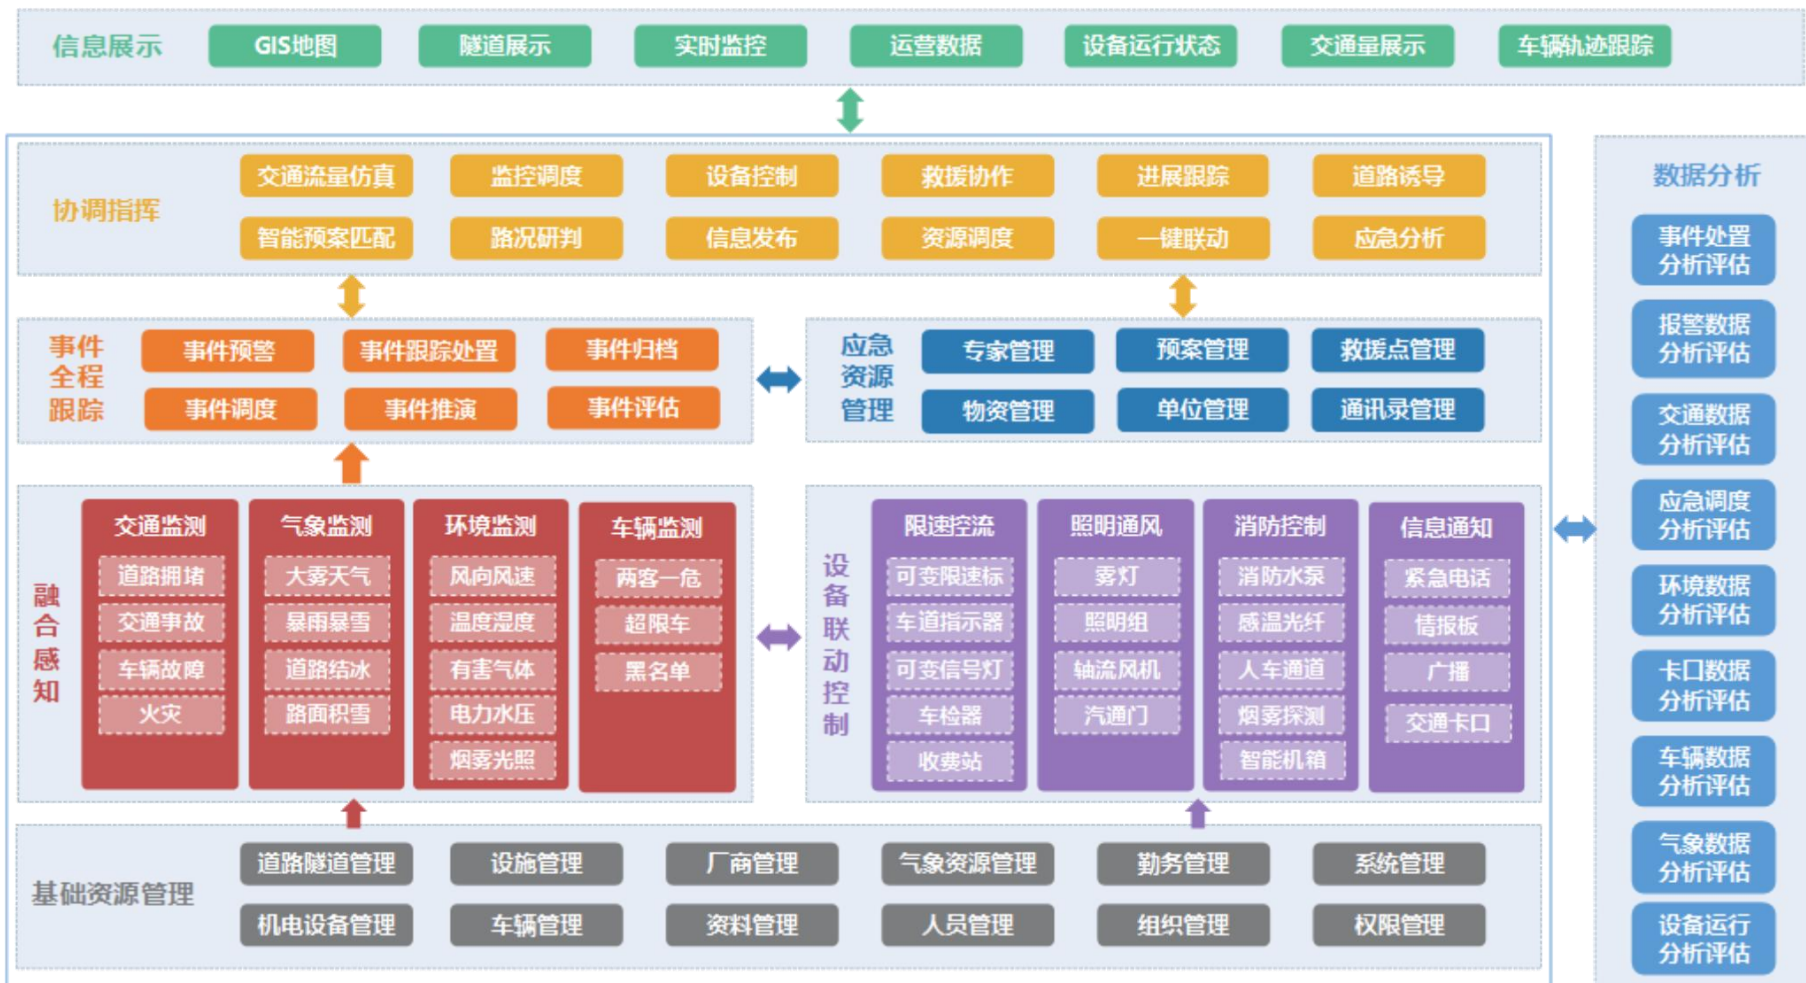 信息展示
GIS地图
隧道展示
实时监控
运营数据
设备运行状态
交通量展示
车辆轨迹跟踪
协调指挥
交通流量仿真
监控调度
设备控制
救援协作
进展跟踪
道路诱导
智能预案匹配
路况研判
信息发布
资源调度
一键联动
应急分析
事件
全程
跟踪
事件预警
事件跟踪处置
事件归档
事件调度
事件推演
事件评估
应急
资源
管理
专家管理
预案管理
救援点管理
物资管理
单位管理
通讯录管理
融合感知
交通监测
道路拥堵
交通事故
车辆故障
火灾
气象监测
大雾天气
暴雨暴雪
道路结冰
路面积雪
环境监测
风向风速
温度湿度
有害气体
电力水压
烟雾光照
车辆监测
两客一危
超限车
黑名单
设备联动控制
限速控流
可变限速标
车道指示器
可变信号灯
车检器
收费站
照明通风
雾灯
照明组
轴流风机
汽通门
消防控制
消防水泵
感温光纤
人车通道
烟雾探测
智能机箱
信息通知
紧急电话
情报板
广播
交通卡口
基础资源管理
道路隧道管理
设施管理
厂商管理
气象资源管理
勤务管理
系统管理
机电设备管理
车辆管理
资料管理
人员管理
组织管理
权限管理
数据分析
事件处置
分析评估
报警数据
分析评估
交通数据
分析评估
应急调度
分析评估
环境数据
分析评估
卡口数据
分析评估
车辆数据
分析评估
气象数据
分析评估
设备运行
分析评估